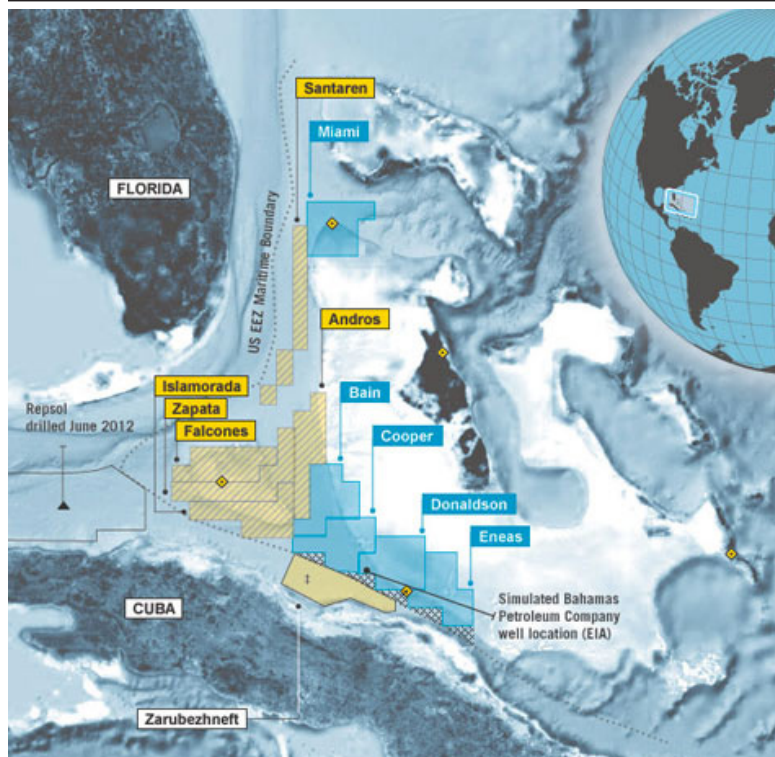 Santaren
Miami
FLORIDA
US EEZ Maritime Boundary
Andros
Islamorada
Zapata
Falcones
Repsol
drilled June 2012
Bain
Cooper
Donaldson
Eneas
Simulated Bahamas
Petroleum Company
well location (EIA)
‡
CUBA
Zarubezhneft